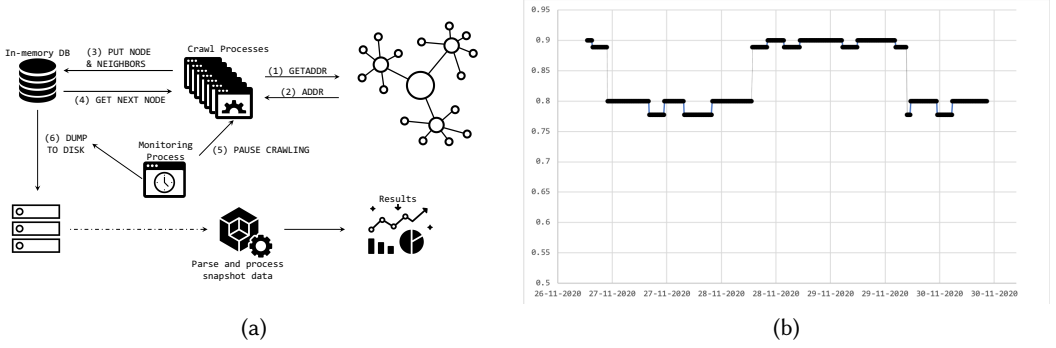 In-memory DB
(3) PUT NODE
& NEIGHBORS
Crawl Processes
(1) GETADDR
(2) ADDR
(4) GET NEXT NODE
(6) DUMP
TO DISK
Monitoring
Process
(5) PAUSE CRAWLING
Results
Parse and process
snapshot data
(a)
0.95
0.9
0.85
0.8
0.75
0.7
0.65
0.6
0.55
0.5
26-11-2020 27-11-2020 27-11-2020 28-11-2020 28-11-2020 29-11-2020 29-11-2020 30-11-2020 30-11-2020
(b)